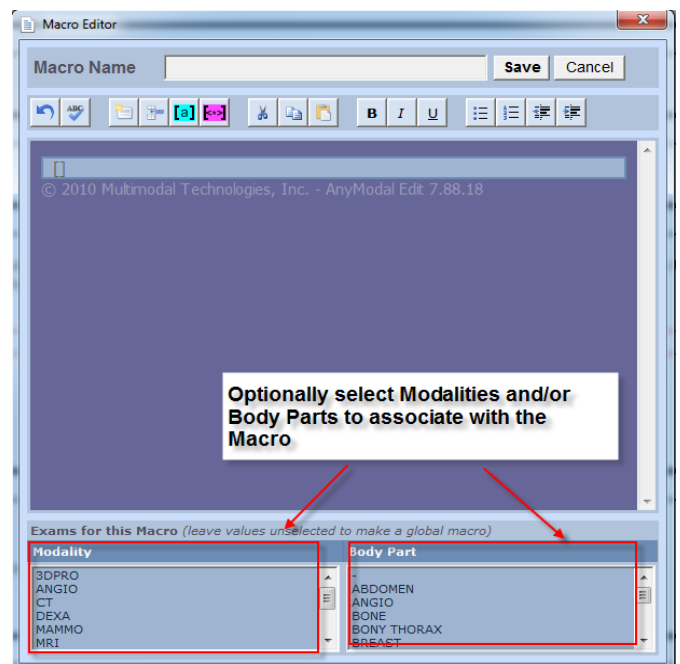 Macro Editor
x
Macro Name
Save
Cancel
ABC
[a]
[<•>]
B
I
U
[]
© 2010 Multimodal Technologies, Inc. - AnyModal Edit 7.88.18
Optionally select Modalities and/or
Body Parts to associate with the
Macro
Exams for this Macro (leave values unselected to make a global macro)
Modality
Body Part
3DPRO
ANGIO
CT
DEXA
MAMMO
MRI
-
ABDOMEN
ANGIO
BONE
BONY THORAX
BREAST